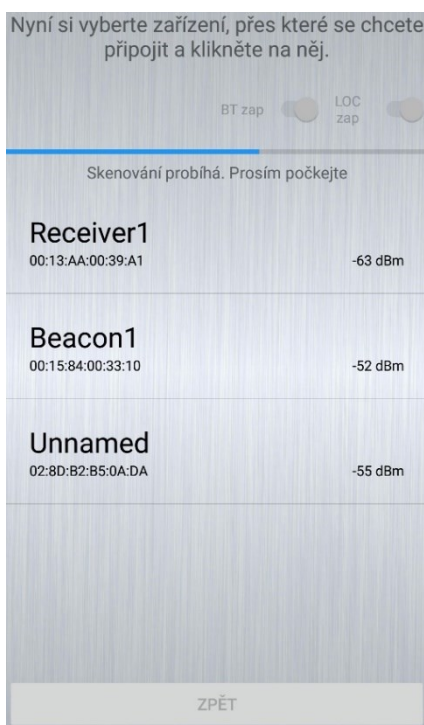 Nyní si vyberte zařízení, přes které se chcete
připojit a klikněte na něj.
BT zap
LOC
zap
Skenování probíhá. Prosím počkejte
Receiver1
00:13:AA:00:39:A1
-63 dBm
Beacon1
00:15:84:00:33:10
-52 dBm
Unnamed
02:8D:B2:B5:0A:DA
-55 dBm
ZPĚT